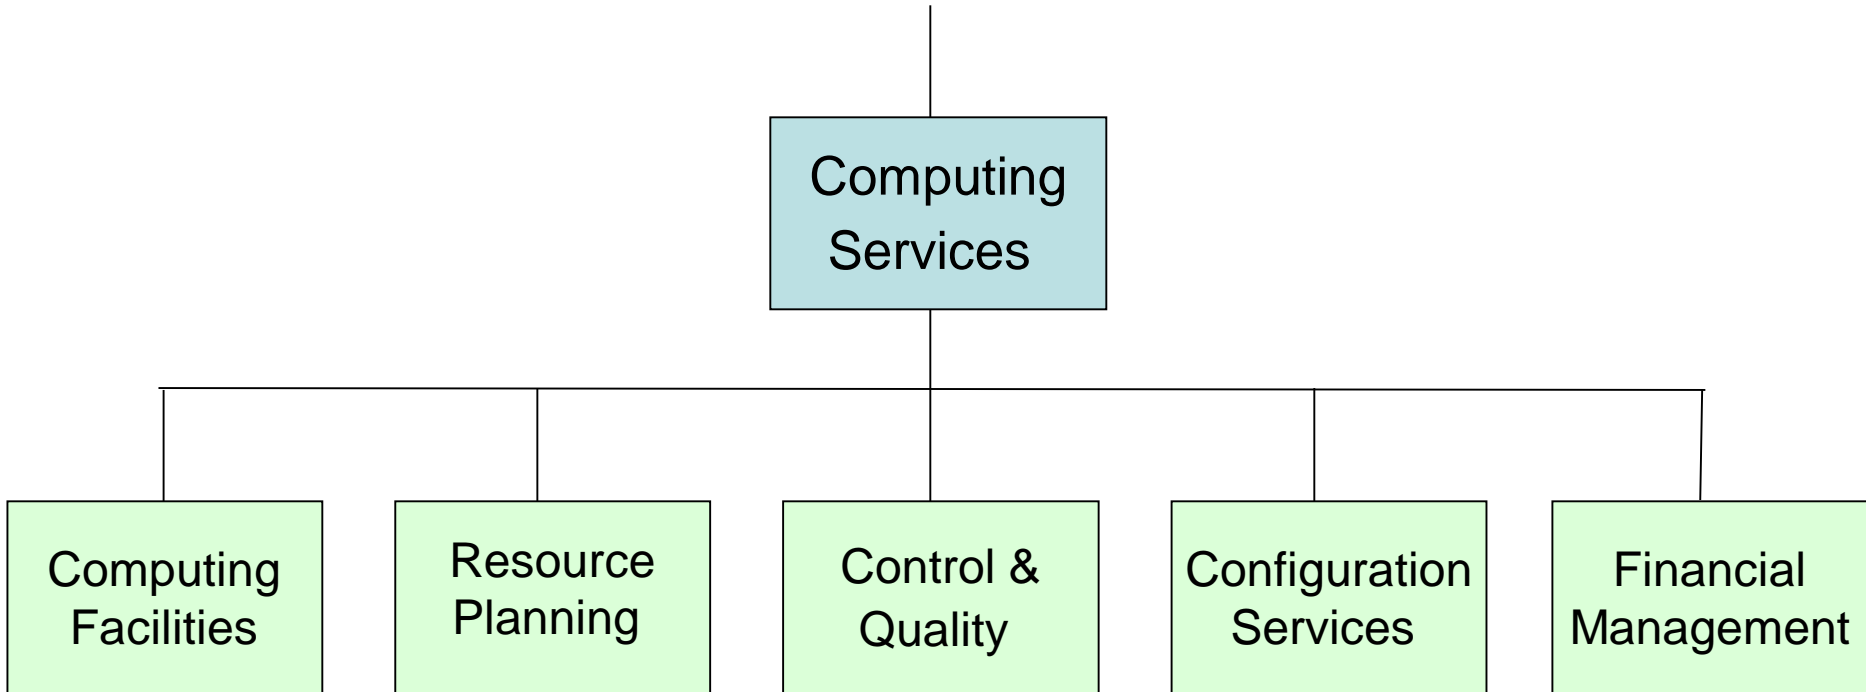 Computing
Services
Computing
Facilities
Resource
Planning
Control &
Quality
Configuration
Services
Financial
Management